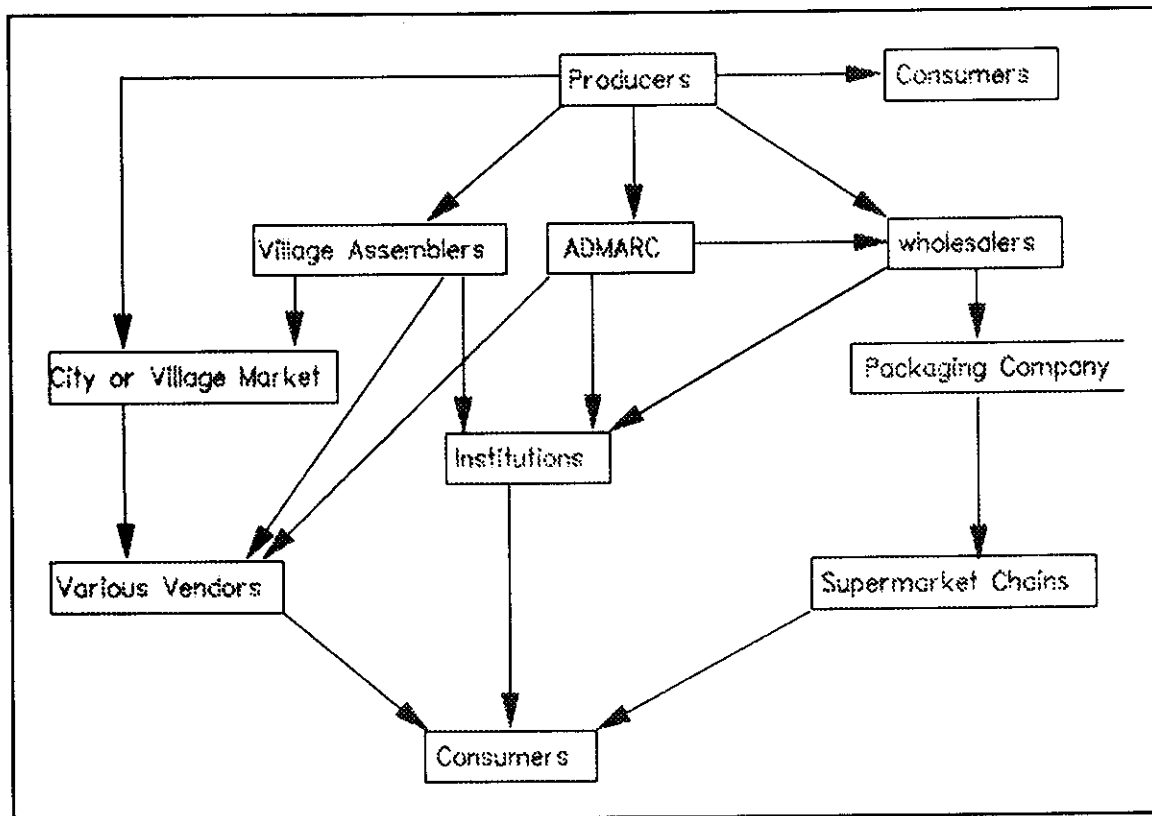 Producers
Consumers
Village Assemblers
ADMARC
wholesalers
City or Village Market
Packaging Company
Institutions
Various Vendors
Supermarket Chains
Consumers